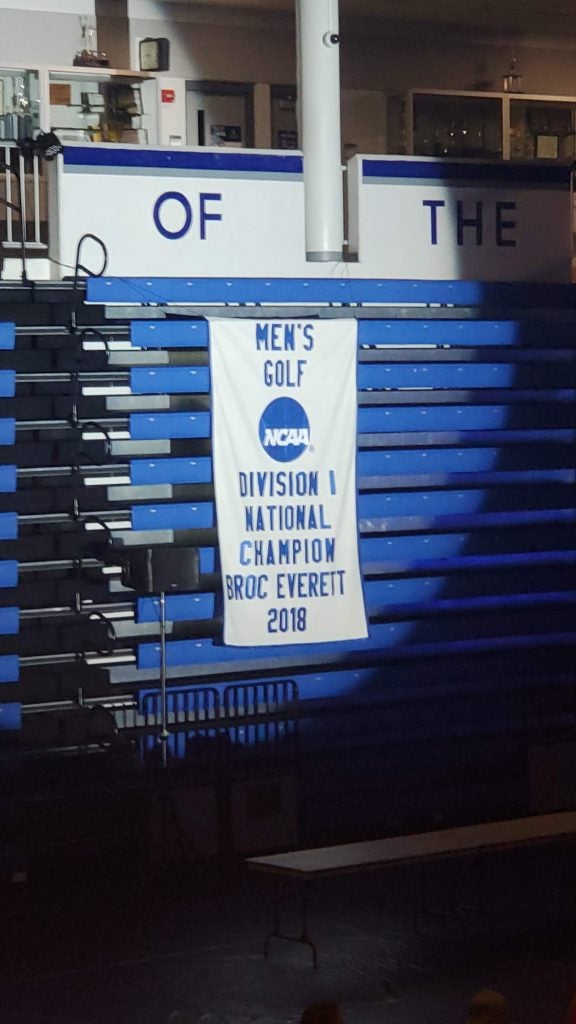 OF THE
MEN'S
GOLF
NCAA®
DIVISION I
NATIONAL
CHAMPION
BROC EVERETT
2018